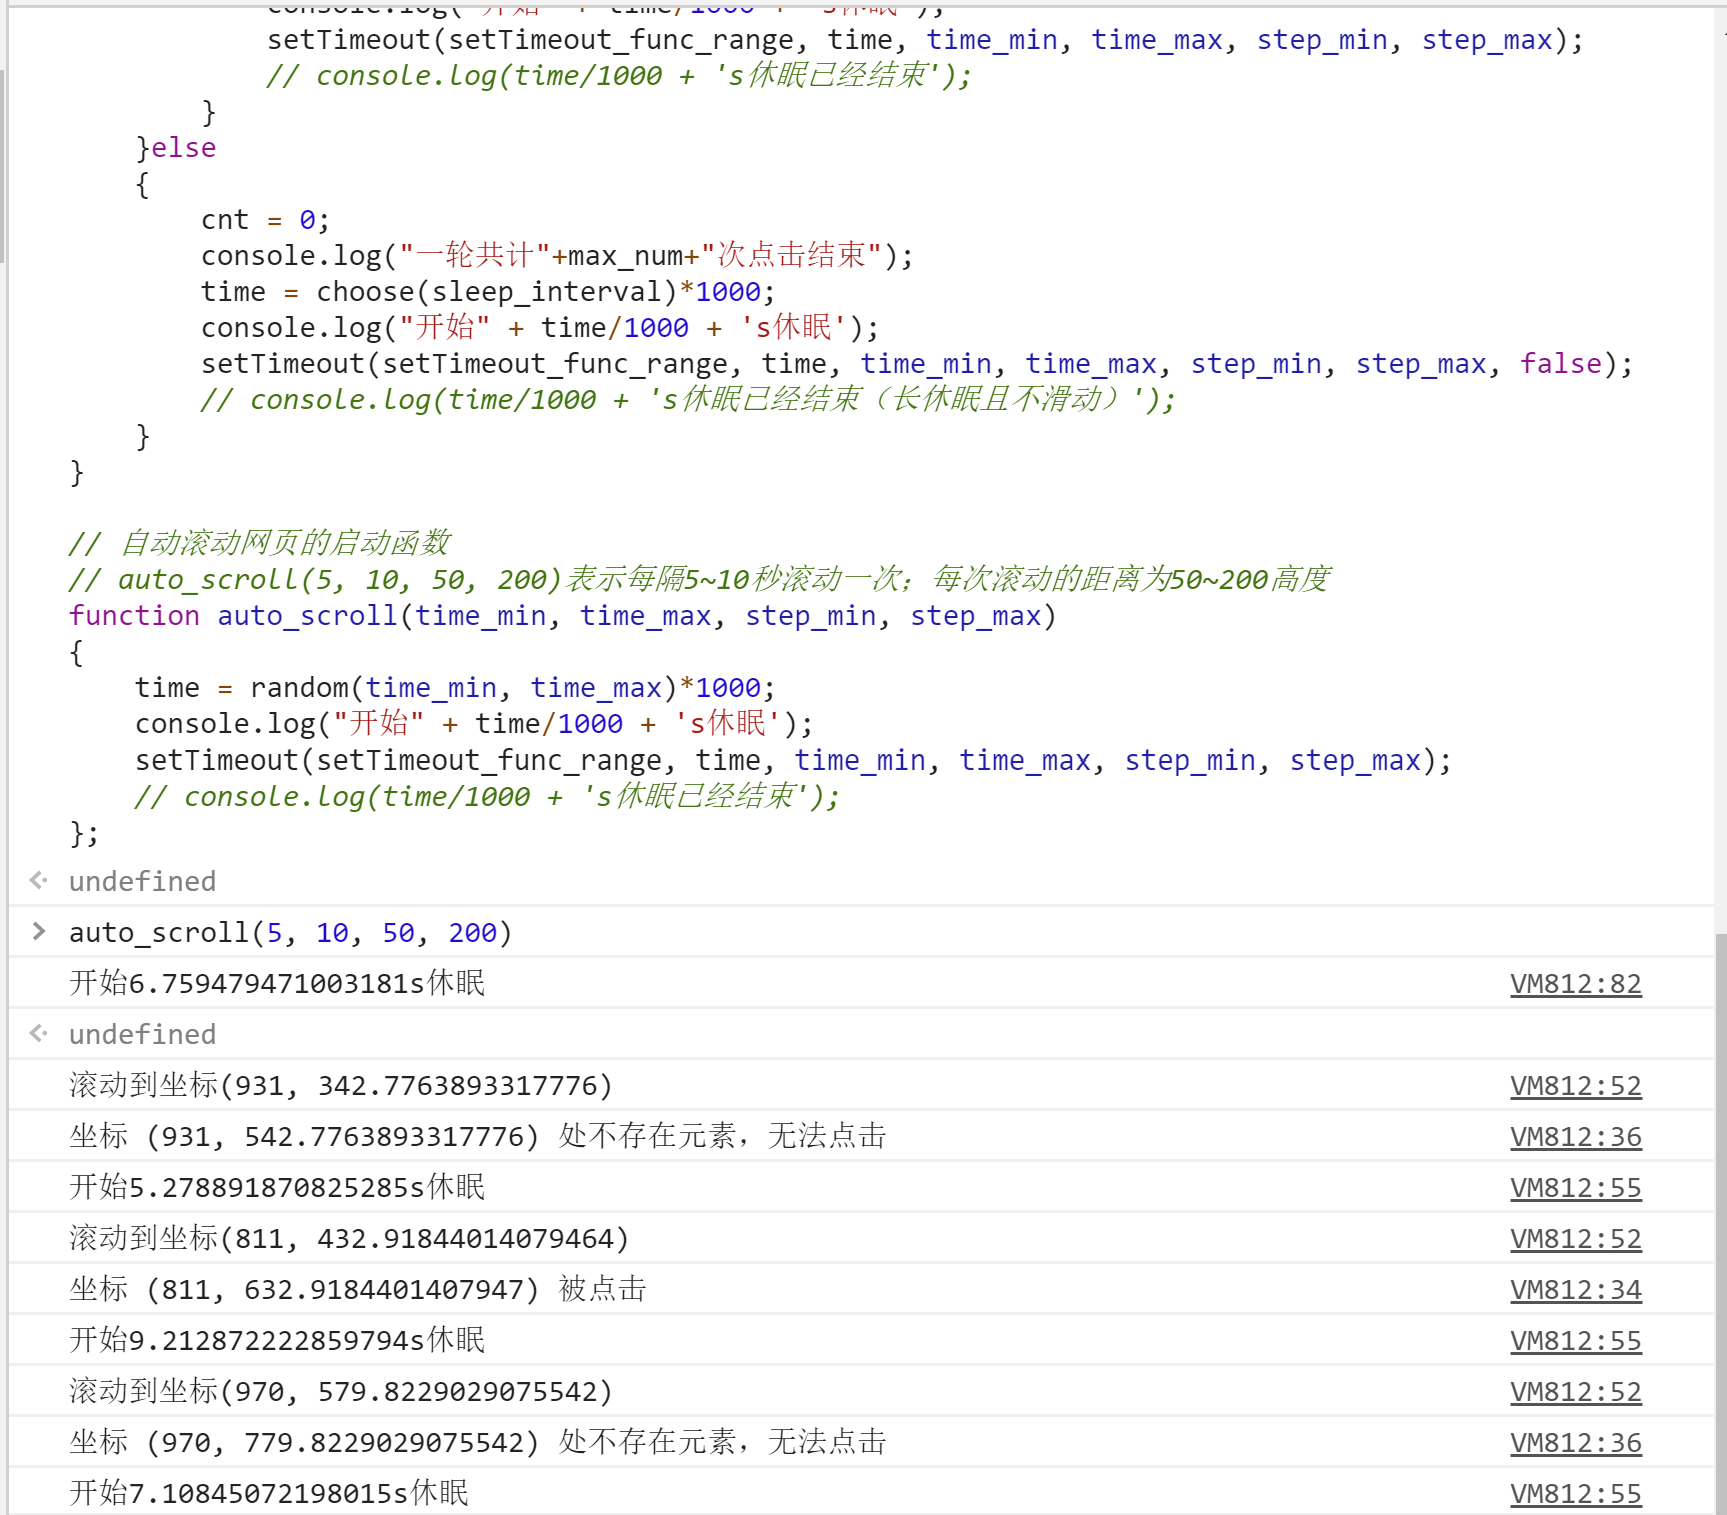 console.log("开始" + time/1000 + 's休眠');
setTimeout(setTimeout_func_range, time, time_min, time_max, step_min, step_max);
// console.log(time/1000 + 's休眠已经结束');
}
}else
{
cnt = 0;
console.log("一轮共计"+max_num+"次点击结束");
time = choose(sleep_interval)*1000;
console.log("开始" + time/1000 + 's休眠');
setTimeout(setTimeout_func_range, time, time_min, time_max, step_min, step_max, false);
// console.log(time/1000 + 's休眠已经结束（长休眠且不滑动）');
}
}
// 自动滚动网页的启动函数
// auto_scroll(5, 10, 50, 200)表示每隔5~10秒滚动一次；每次滚动的距离为50~200高度
function auto_scroll(time_min, time_max, step_min, step_max)
{
time = random(time_min, time_max)*1000;
console.log("开始" + time/1000 + 's休眠');
setTimeout(setTimeout_func_range, time, time_min, time_max, step_min, step_max);
// console.log(time/1000 + 's休眠已经结束');
};
undefined
auto_scroll(5, 10, 50, 200)
开始6.759479471003181s休眠 VM812:82
undefined
滚动到坐标(931, 342.7763893317776) VM812:52
坐标 (931, 542.7763893317776) 处不存在元素，无法点击 VM812:36
开始5.278891870825285s休眠 VM812:55
滚动到坐标(811, 432.91844014079464) VM812:52
坐标 (811, 632.9184401407947) 被点击 VM812:34
开始9.212872222859794s休眠 VM812:55
滚动到坐标(970, 579.8229029075542) VM812:52
坐标 (970, 779.8229029075542) 处不存在元素，无法点击 VM812:36
开始7.10845072198015s休眠 VM812:55